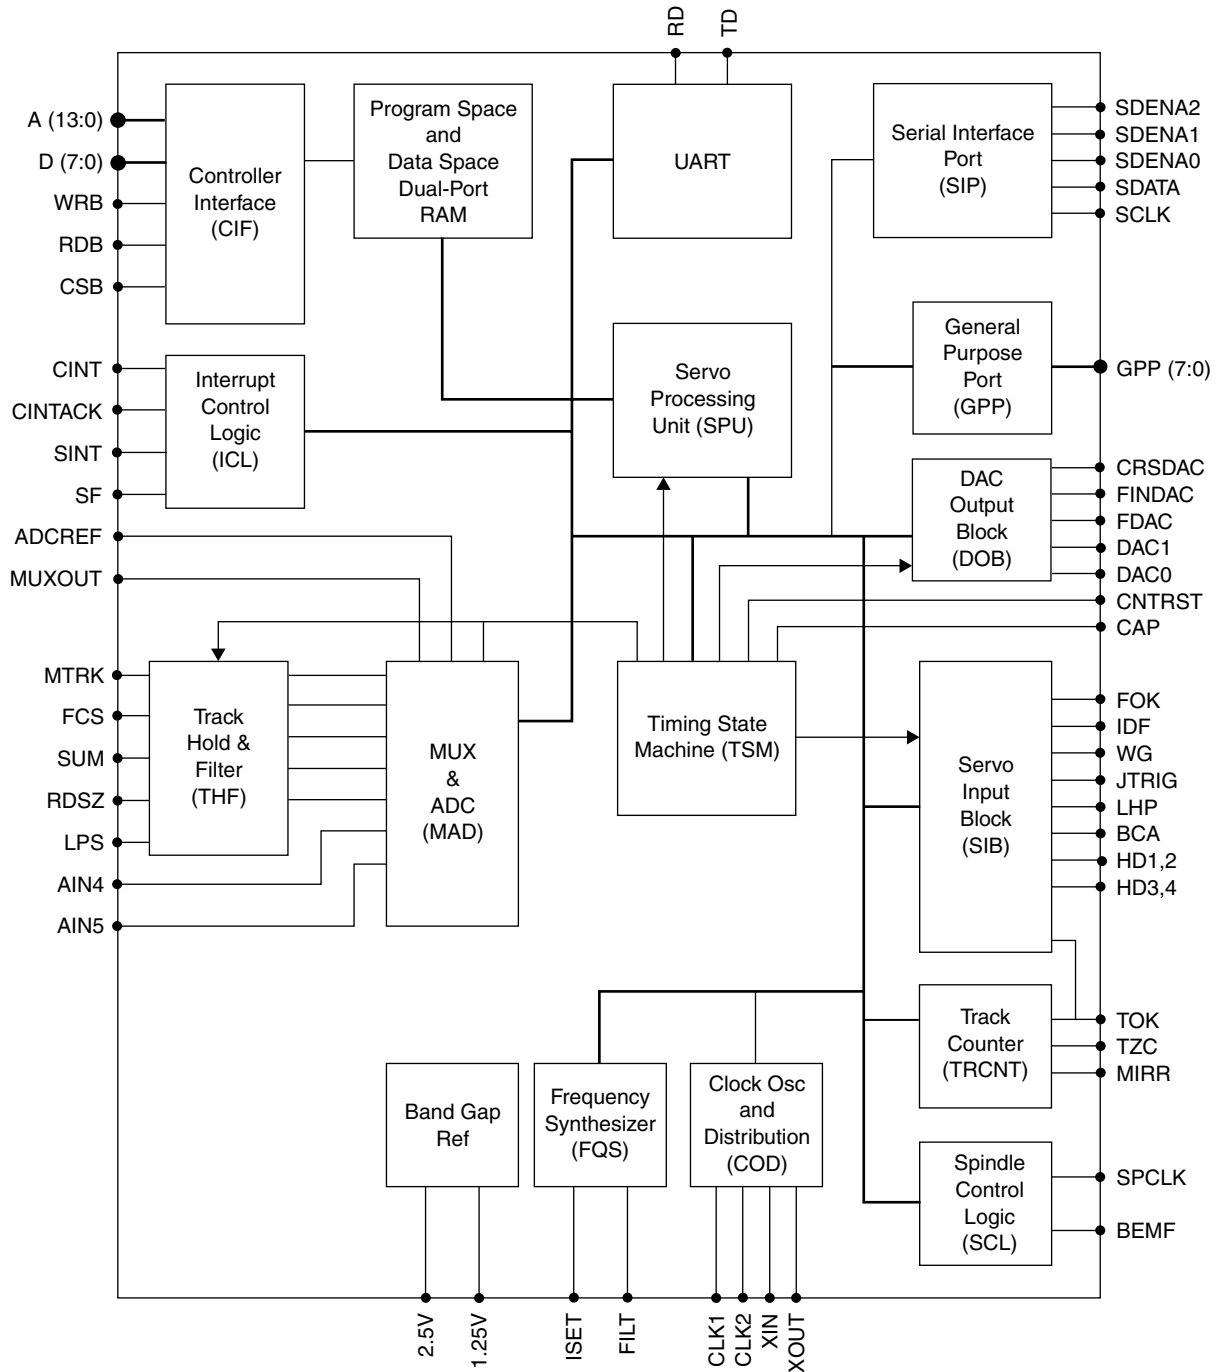 RD
TD
A (13:0)
D (7:0)
WRB
RDB
CSB
Controller
Interface
(CIF)
Program Space
and
Data Space
Dual-Port
RAM
UART
Serial Interface
Port
(SIP)
SDENA2
SDENA1
SDENA0
SDATA
SCLK
CINT
CINTACK
SINT
SF
Interrupt
Control
Logic
(ICL)
Servo
Processing
Unit (SPU)
General
Purpose
Port
(GPP)
GPP (7:0)
ADCREF
MUXOUT
DAC
Output
Block
(DOB)
CRSDAC
FINDAC
FDAC
DAC1
DAC0
CNTRST
CAP
MTRK
FCS
SUM
RDSZ
LPS
AIN4
AIN5
Track
Hold &
Filter
(THF)
MUX
&
ADC
(MAD)
Timing State
Machine (TSM)
Servo
Input
Block
(SIB)
FOK
IDF
WG
JTRIG
LHP
BCA
HD1,2
HD3,4
Track
Counter
(TRCNT)
TOK
TZC
MIRR
Band Gap
Ref
Frequency
Synthesizer
(FQS)
Clock Osc
and
Distribution
(COD)
Spindle
Control
Logic
(SCL)
SPCLK
BEMF
2.5V
1.25V
ISET
FILT
CLK1
CLK2
XIN
XOUT